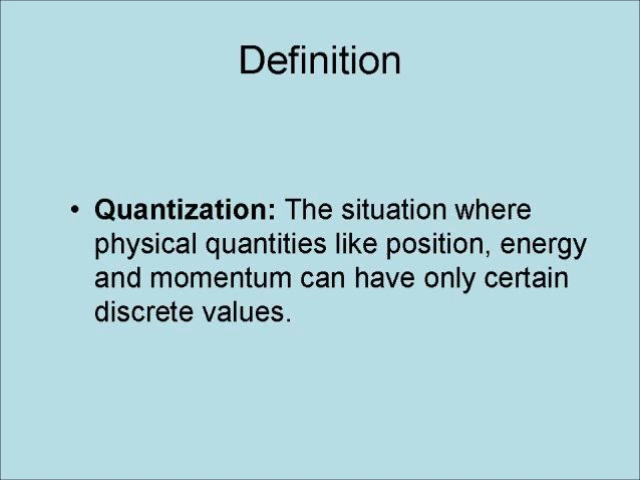 Definition
• Quantization: The situation where
physical quantities like position, energy
and momentum can have only certain
discrete values.